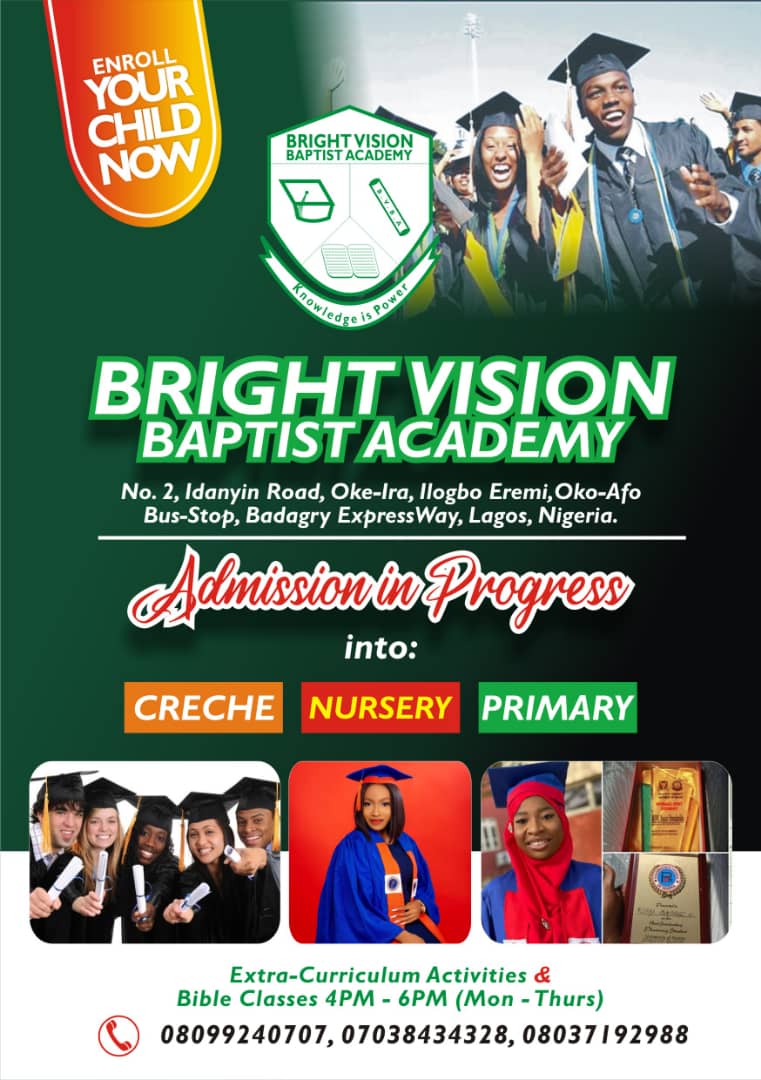 ENROLL
YOUR
CHILD
NOW
BRIGHT VISION
BAPTIST ACADEMY
B.V.B.A
Knowledge is Power
BRIGHT VISION
BAPTIST ACADEMY
No. 2, Idanyin Road, Oke-Ira, Ilogbo Eremi,Oko-Afo
Bus-Stop, Badagry ExpressWay, Lagos, Nigeria.
Admission in Progress
into:
CRECHE
NURSERY
PRIMARY
Extra-Curriculum Activities &
Bible Classes 4PM - 6PM (Mon - Thurs)
08099240707, 07038434328, 08037192988